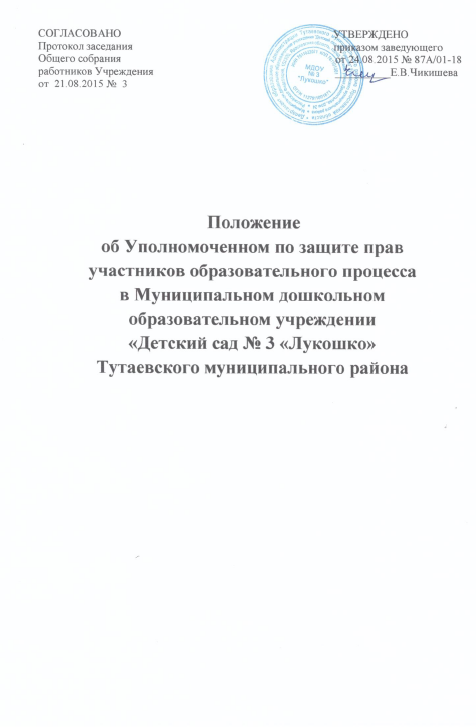 СОГЛАСОВАНО
Протокол заседания
Общего собрания
работников Учреждения
от 21.08.2015 № 3
УТВЕРЖДЕНО
приказом заведующего
от 24.08.2015 № 87А/01-18
Е.В.Чикишева
МДОУ
№ 3
"Лукошко"
Положение
об Уполномоченном по защите прав
участников образовательного процесса
в Муниципальном дошкольном
образовательном учреждении
«Детский сад № 3 «Лукошко»
Тутаевского муниципального района